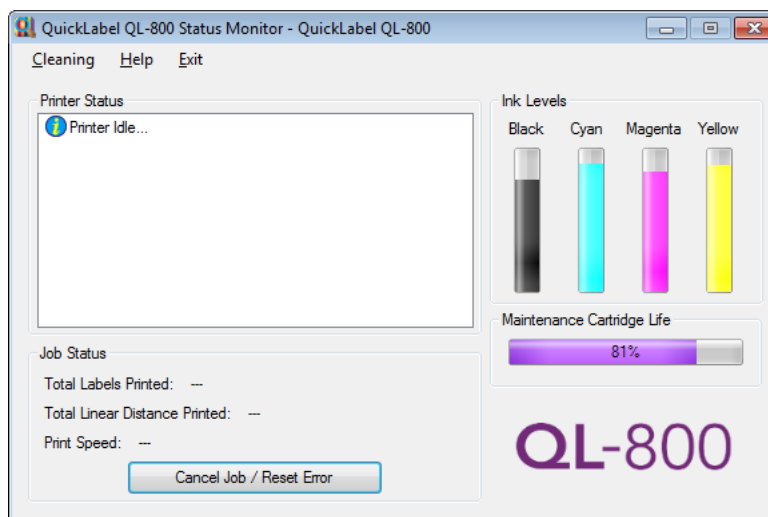 QuickLabel QL-800 Status Monitor - QuickLabel QL-800
Cleaning Help Exit
Printer Status
Printer Idle...
Ink Levels
Black Cyan Magenta Yellow
Maintenance Cartridge Life
81%
Job Status
Total Labels Printed: ---
Total Linear Distance Printed: ---
Print Speed: ---
Cancel Job / Reset Error
QL-800